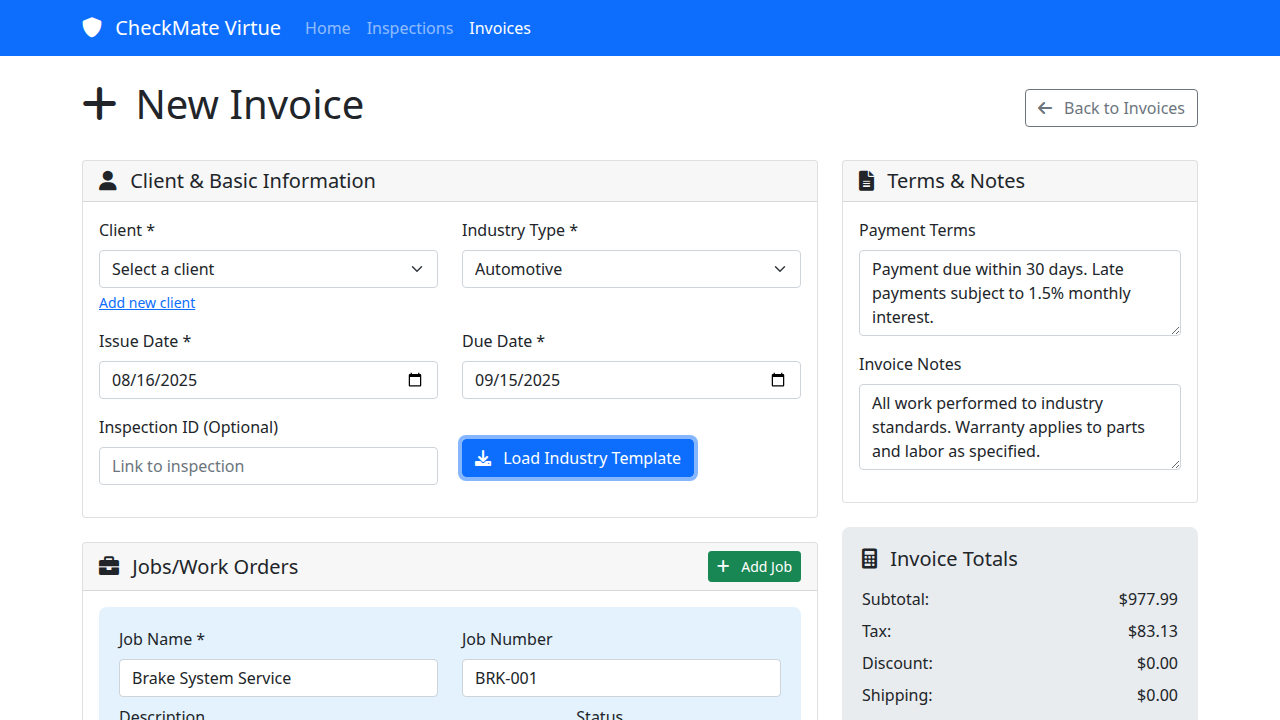 CheckMate Virtue Home Inspections Invoices
New Invoice
Back to Invoices
Client & Basic Information
Client *
Industry Type *
Select a client
Automotive
Add new client
Issue Date *
Due Date *
08/16/2025
09/15/2025
Inspection ID (Optional)
Link to inspection
Load Industry Template
Jobs/Work Orders
Add Job
Job Name *
Job Number
Brake System Service
BRK-001
Description
Status
Terms & Notes
Payment Terms
Payment due within 30 days. Late
payments subject to 1.5% monthly
interest.
Invoice Notes
All work performed to industry
standards. Warranty applies to parts
and labor as specified.
Invoice Totals
Subtotal: $977.99
Tax: $83.13
Discount: $0.00
Shipping: $0.00